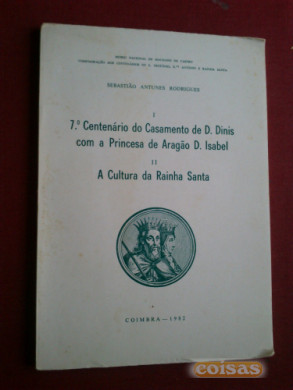 SEBASTIÃO ANTUNES RODRIGUES
I
7.º Centenário do Casamento de D. Dinis
com a Princesa de Aragão D. Isabel
II
A Cultura da Rainha Santa
COIMBRA — 1982
coisas